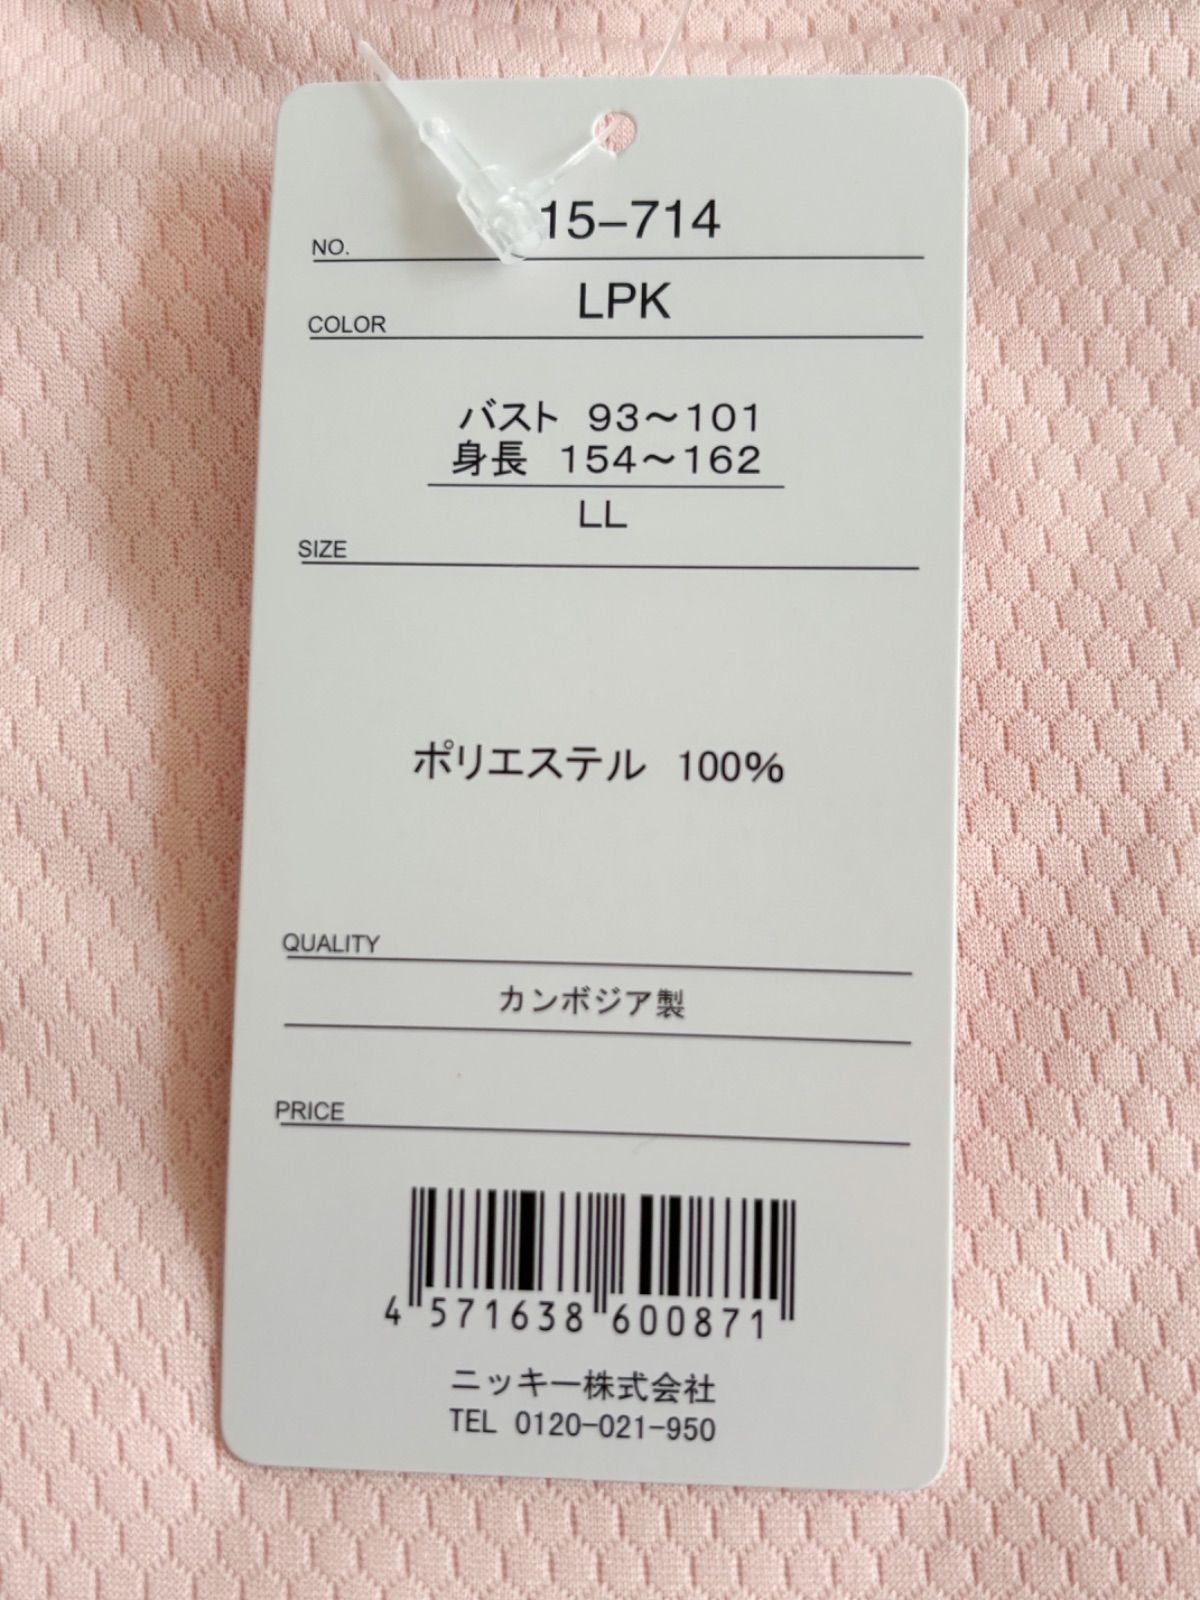 NO. 15-714
COLOR LPK
バスト 93～101
身長 154～162
LL
SIZE
ポリエステル 100%
QUALITY
カンボジア製
PRICE
4 571638 600871
ニッキー株式会社
TEL 0120-021-950